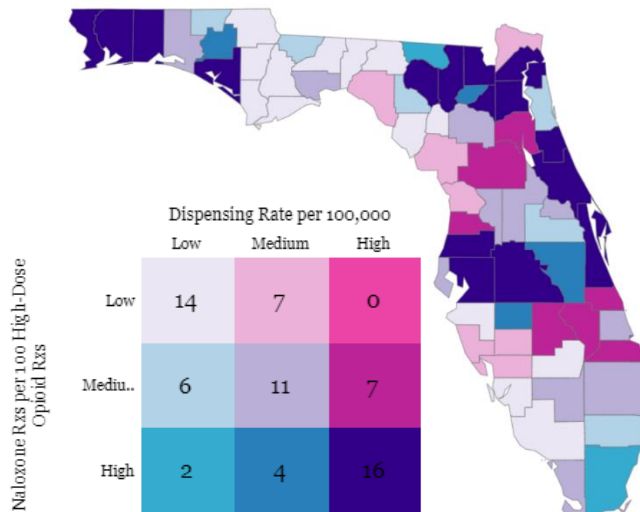 Dispensing Rate per 100,000
Low Medium High
Naloxone Rxs per 100 High-Dose
Opioid Rxs
Low 14 7 0
Mediu.. 6 11 7
High 2 4 16